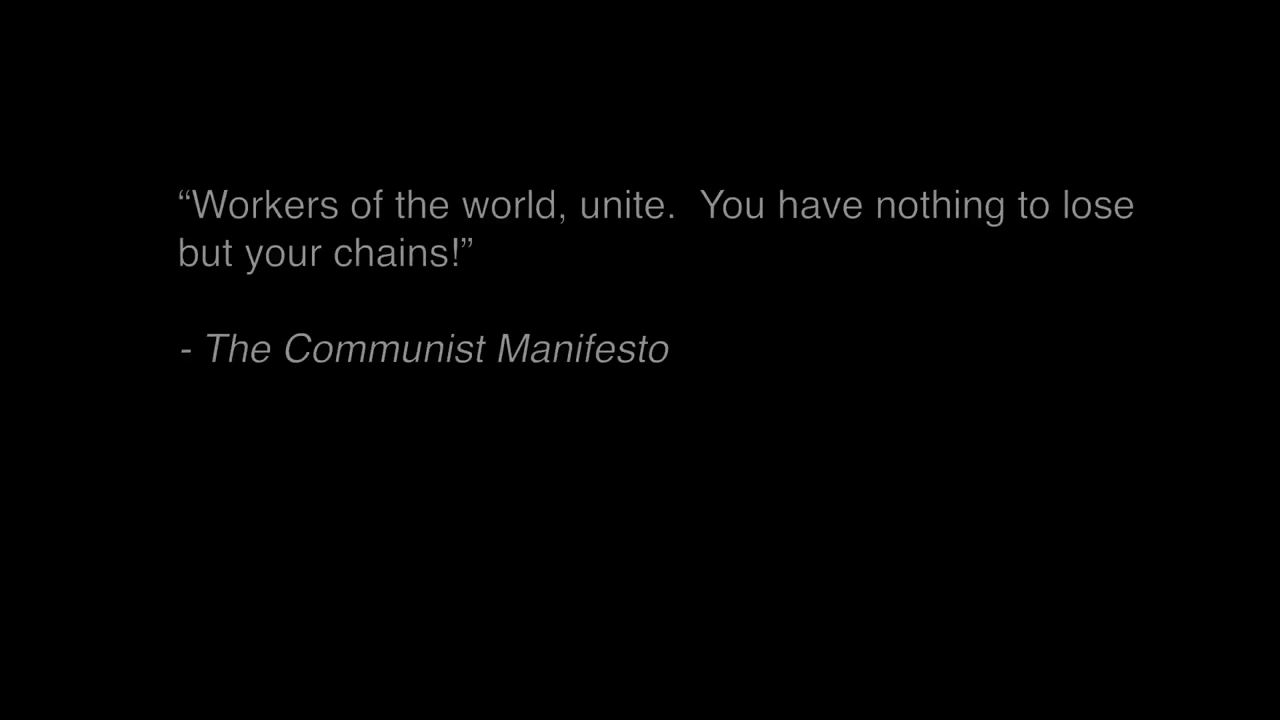 “Workers of the world, unite.  You have nothing to lose
but your chains!”
- The Communist Manifesto